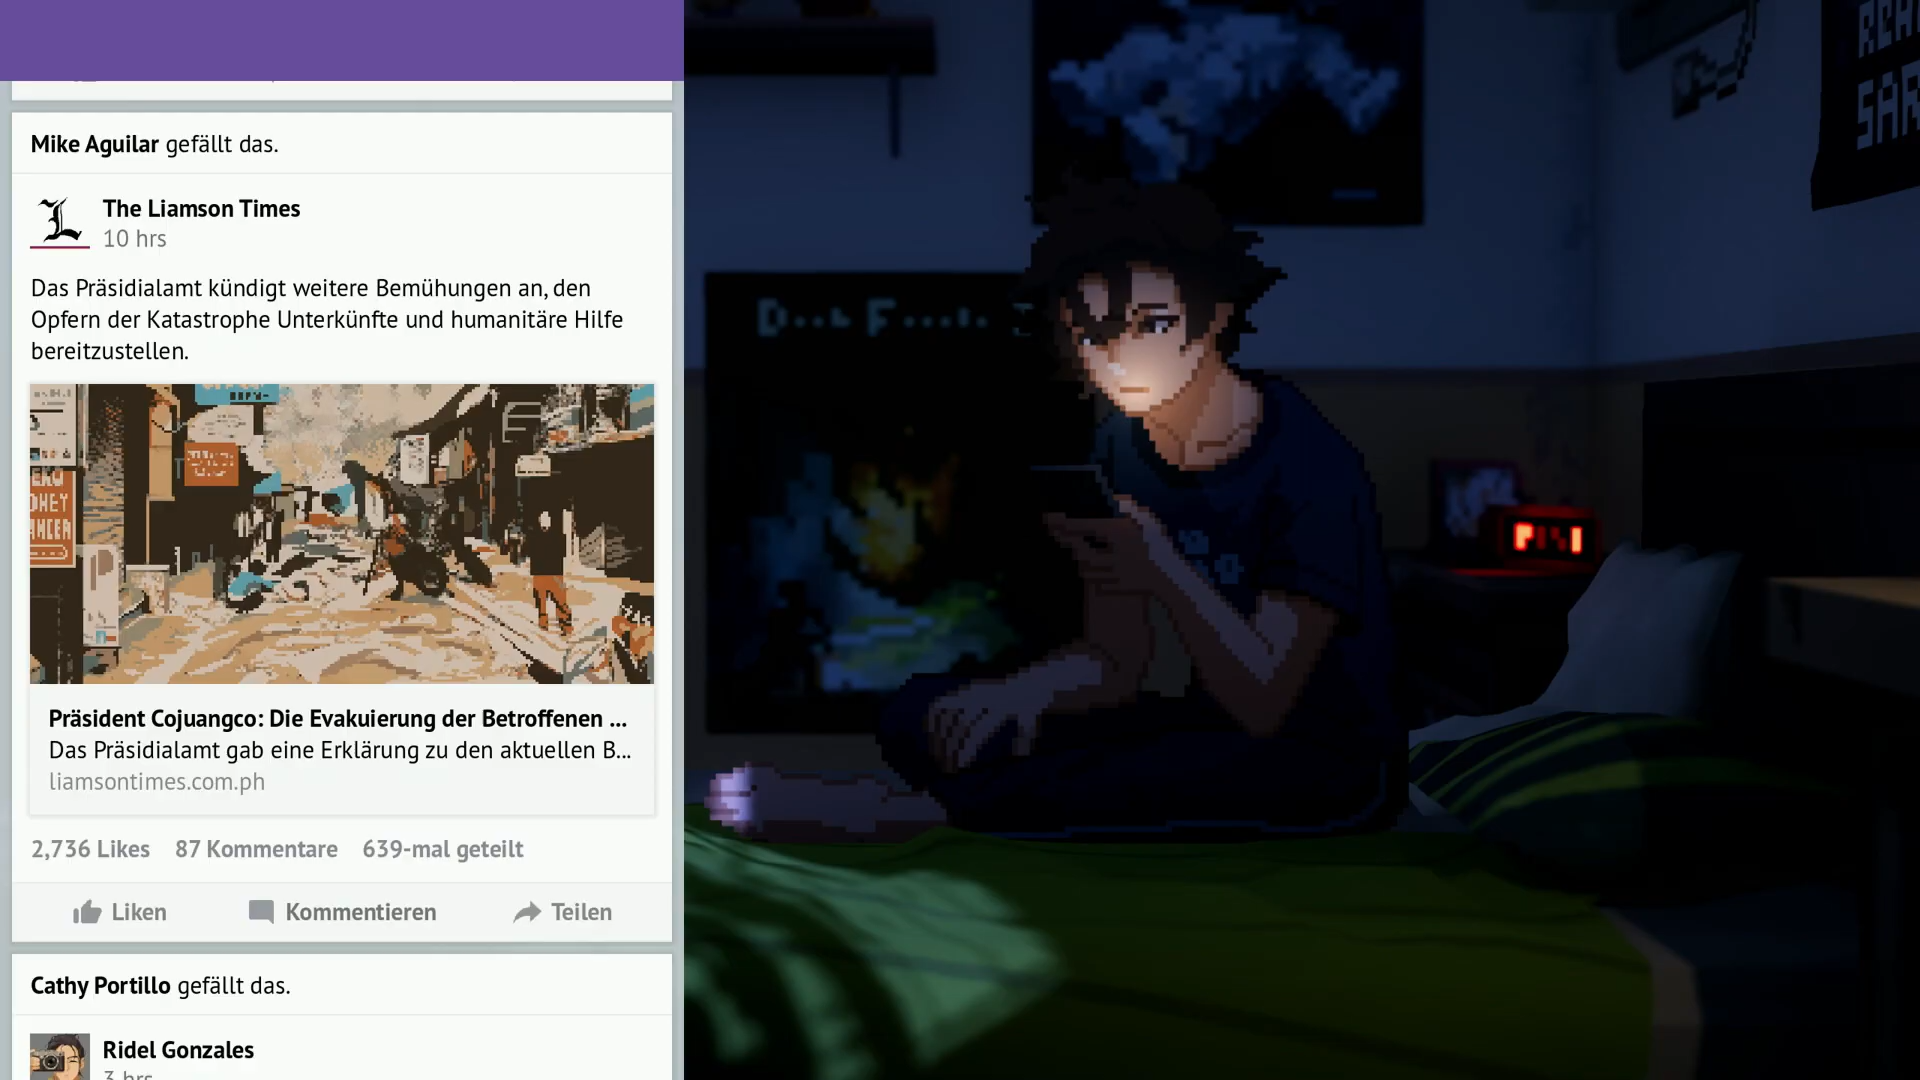 Mike Aguilar gefällt das.
The Liamson Times
10 hrs
Das Präsidialamt kündigt weitere Bemühungen an, den
Opfern der Katastrophe Unterkünfte und humanitäre Hilfe
bereitzustellen.
Präsident Cojuangco: Die Evakuierung der Betroffenen ...
Das Präsidialamt gab eine Erklärung zu den aktuellen B...
liamsontimes.com.ph
2,736 Likes 87 Kommentare 639-mal geteilt
Liken Kommentieren Teilen
Cathy Portillo gefällt das.
Ridel Gonzales
3 hrs